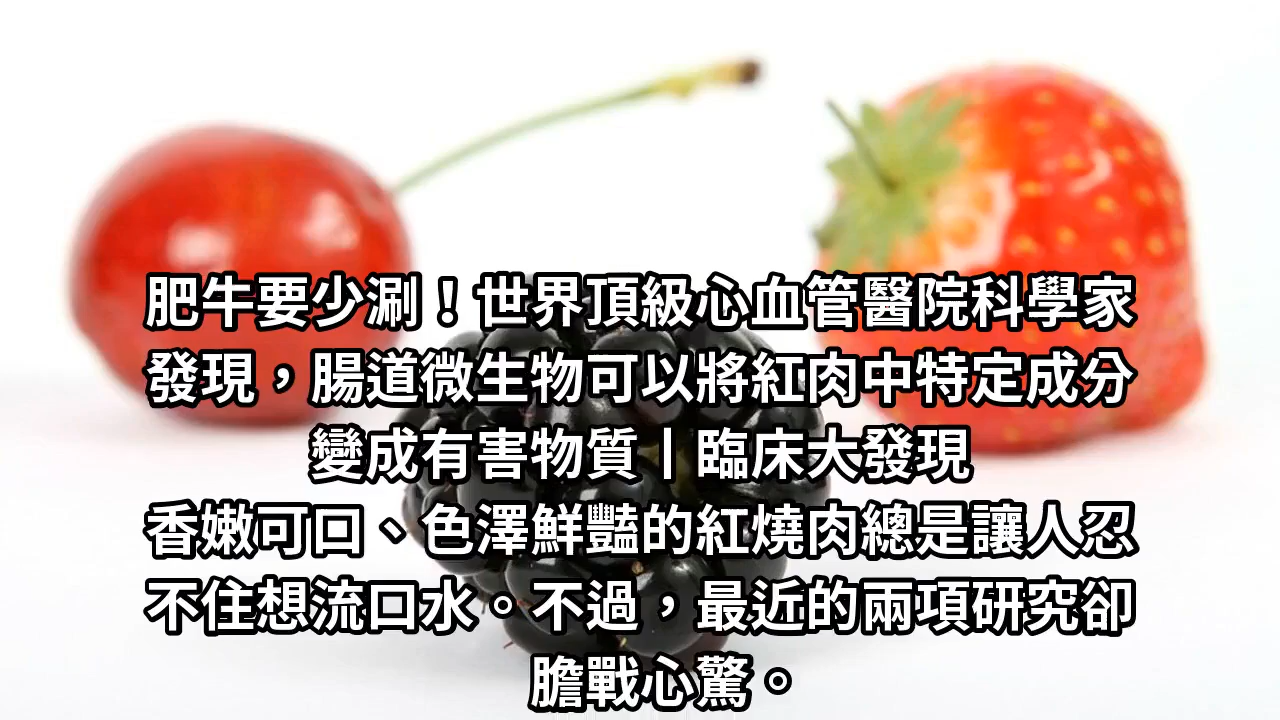 肥牛要少涮！世界頂級心血管醫院科學家
發現，腸道微生物可以將紅肉中特定成分
變成有害物質丨臨床大發現
香嫩可口、色澤鮮豔的紅燒肉總是讓人忍
不住想流口水。不過，最近的兩項研究卻
膽戰心驚。